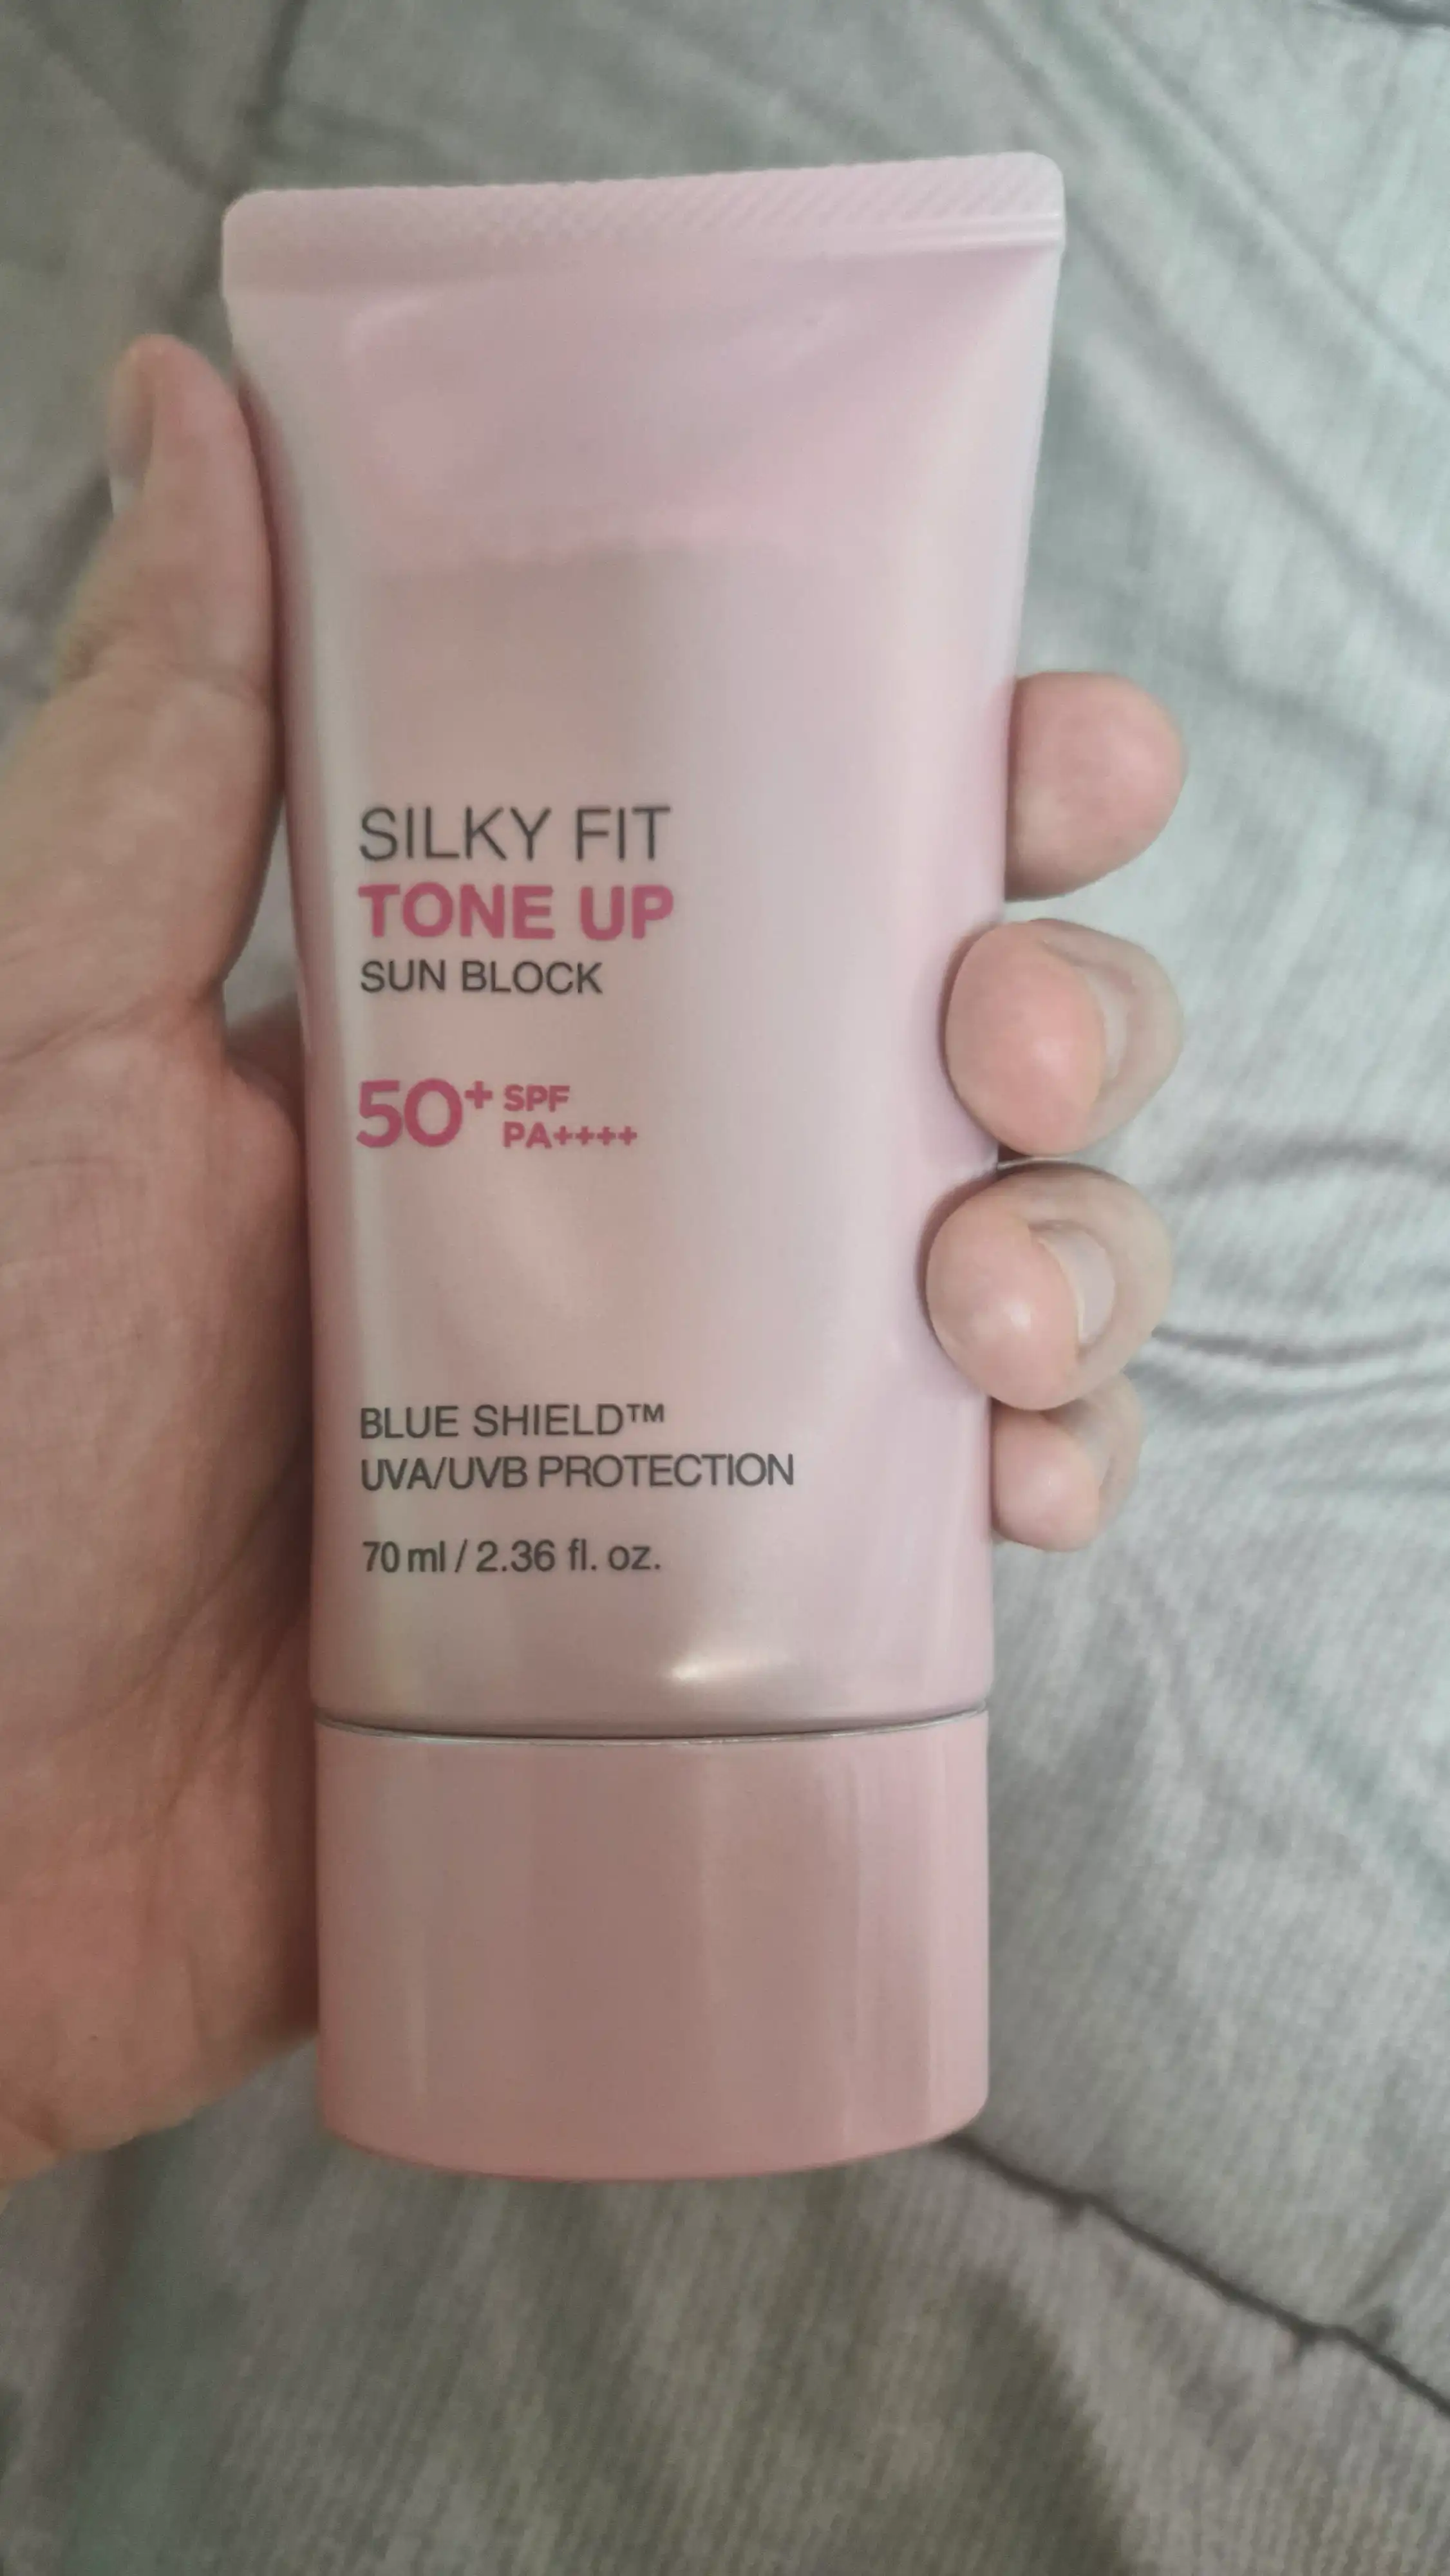 SILKY FIT
TONE UP
SUN BLOCK
50+ SPF
PA++++
BLUE SHIELD™
UVA/UVB PROTECTION
70 ml / 2.36 fl. oz.